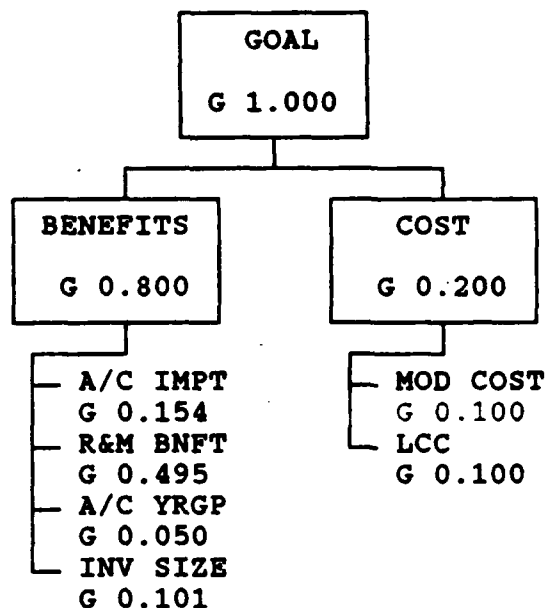 GOAL
G 1.000
BENEFITS
G 0.800
COST
G 0.200
A/C IMPT
G 0.154
R&M BNFT
G 0.495
A/C YRGP
G 0.050
INV SIZE
G 0.101
MOD COST
G 0.100
LCC
G 0.100